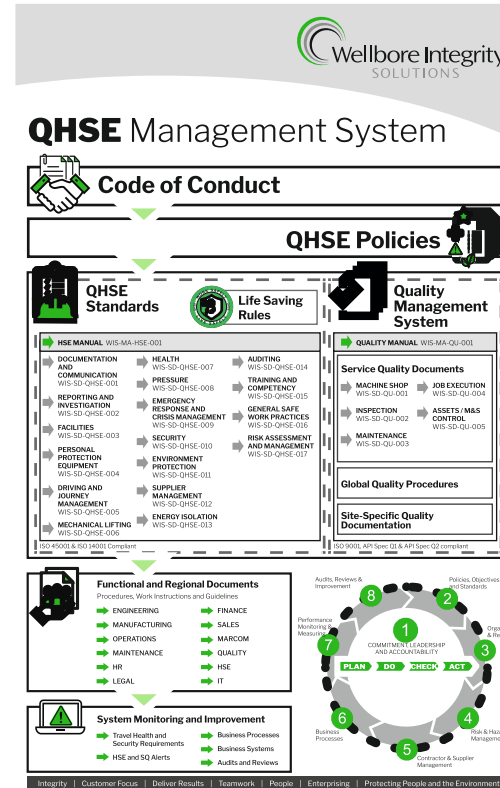 Wellbore Integrity
SOLUTIONS
QHSE Management System
Code of Conduct
QHSE Policies
QHSE
Standards
Life Saving
Rules
HSE MANUAL WIS-MA-HSE-001
DOCUMENTATION
AND
COMMUNICATION
WIS-SD-QHSE-001
REPORTING AND
INVESTIGATION
WIS-SD-QHSE-002
FACILITIES
WIS-SD-QHSE-003
PERSONAL
PROTECTION
EQUIPMENT
WIS-SD-QHSE-004
DRIVING AND
JOURNEY
MANAGEMENT
WIS-SD-QHSE-005
MECHANICAL LIFTING
WIS-SD-QHSE-006
HEALTH
WIS-SD-QHSE-007
PRESSURE
WIS-SD-QHSE-008
EMERGENCY
RESPONSE AND
CRISIS MANAGEMENT
WIS-SD-QHSE-009
SECURITY
WIS-SD-QHSE-010
ENVIRONMENT
PROTECTION
WIS-SD-QHSE-011
SUPPLIER
MANAGEMENT
WIS-SD-QHSE-012
ENERGY ISOLATION
WIS-SD-QHSE-013
AUDITING
WIS-SD-QHSE-014
TRAINING AND
COMPETENCY
WIS-SD-QHSE-015
GENERAL SAFE
WORK PRACTICES
WIS-SD-QHSE-016
RISK ASSESSMENT
AND MANAGEMENT
WIS-SD-QHSE-017
ISO 45001 & ISO 14001 Compliant
Quality
Management
System
QUALITY MANUAL WIS-MA-QU-001
Service Quality Documents
MACHINE SHOP
WIS-SD-QU-001
INSPECTION
WIS-SD-QU-002
MAINTENANCE
WIS-SD-QU-003
JOB EXECUTION
WIS-SD-QU-004
ASSETS / M&S
CONTROL
WIS-SD-QU-005
Global Quality Procedures
Site-Specific Quality
Documentation
ISO 9001, API Spec Q1 & API Spec Q2 compliant
Functional and Regional Documents
Procedures, Work Instructions and Guidelines
ENGINEERING
MANUFACTURING
OPERATIONS
MAINTENANCE
HR
LEGAL
FINANCE
SALES
MARCOM
QUALITY
HSE
IT
System Monitoring and Improvement
Travel Health and
Security Requirements
HSE and SQ Alerts
Business Processes
Business Systems
Audits and Reviews
1
COMMITMENT, LEADERSHIP
AND ACCOUNTABILITY
PLAN DO CHECK ACT
2
Policies, Objectives
and Standards
3
Orga
& Re
4
Risk & Haza
Manageme
5
Contractor & Supplier
Management
6
Business
Processes
7
Performance
Monitoring &
Measuring
8
Audits, Reviews &
Improvement
Integrity | Customer Focus | Deliver Results | Teamwork | People | Enterprising | Protecting People and the Environment